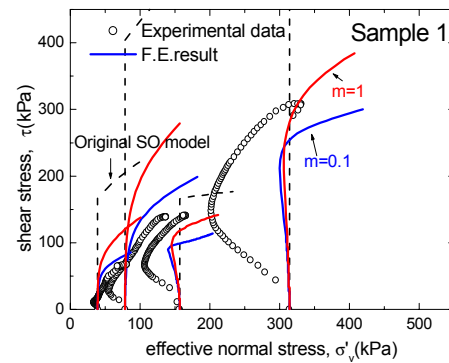 Experimental data
F.E.result
Sample 1
m=1
m=0.1
Original SO model
shear stress, τ(kPa)
400
300
200
100
0
0 100 200 300 400 500
effective normal stress, σ'v(kPa)